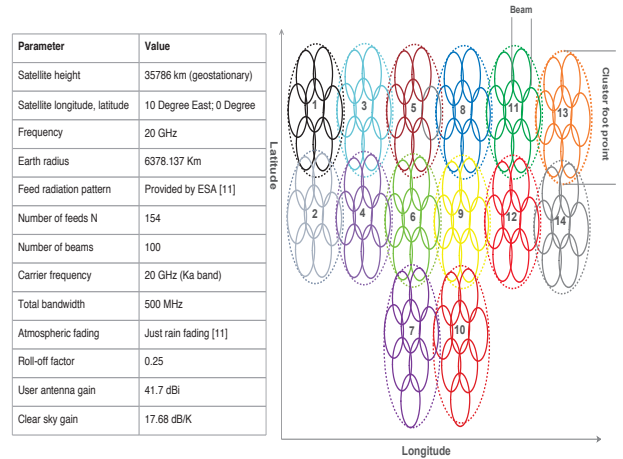 Parameter Value
Satellite height 35786 km (geostationary)
Satellite longitude, latitude 10 Degree East; 0 Degree
Frequency 20 GHz
Earth radius 6378.137 Km
Feed radiation pattern Provided by ESA [11]
Number of feeds N 154
Number of beams 100
Carrier frequency 20 GHz (Ka band)
Total bandwidth 500 MHz
Atmospheric fading Just rain fading [11]
Roll-off factor 0.25
User antenna gain 41.7 dBi
Clear sky gain 17.68 dB/K
Beam
Cluster foot proint
Latitude
1 3 5 8 11 13
2 4 6 9 12 14
7 10
Longitude